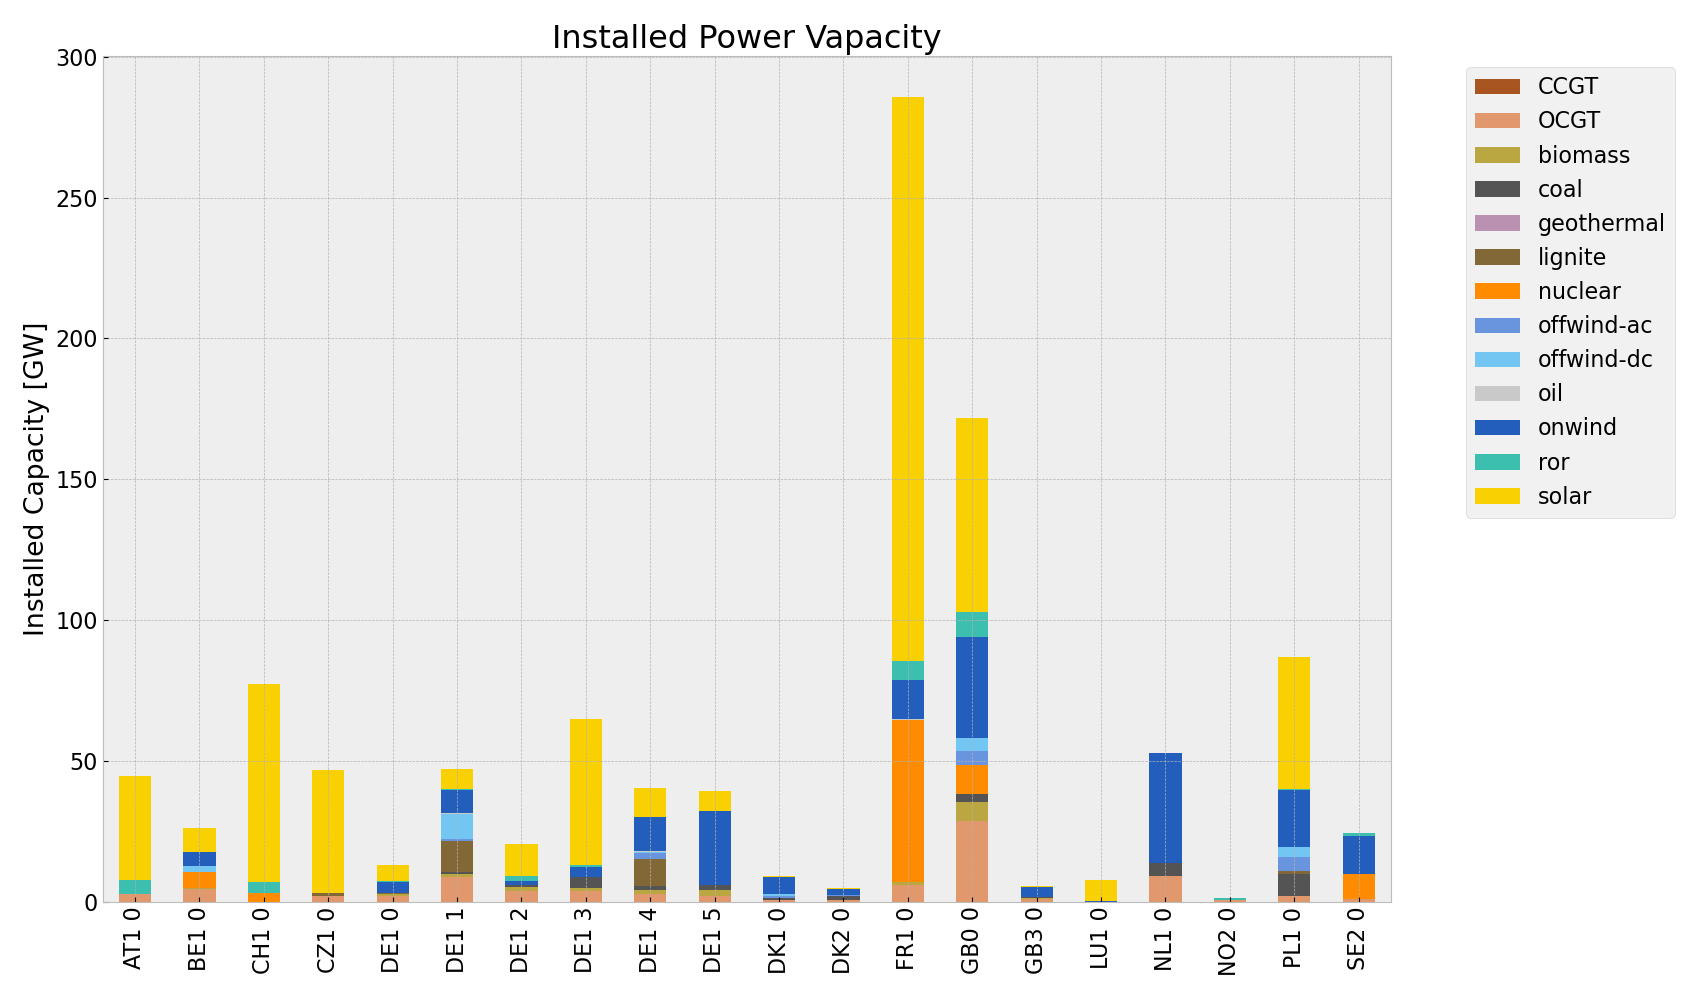 Installed Power Vapacity
Installed Capacity [GW]
300
250
200
150
100
50
0
AT1 0
BE1 0
CH1 0
CZ1 0
DE1 0
DE1 1
DE1 2
DE1 3
DE1 4
DE1 5
DK1 0
DK2 0
FR1 0
GB0 0
GB3 0
LU1 0
NL1 0
NO2 0
PL1 0
SE2 0
CCGT
OCGT
biomass
coal
geothermal
lignite
nuclear
offwind-ac
offwind-dc
oil
onwind
ror
solar